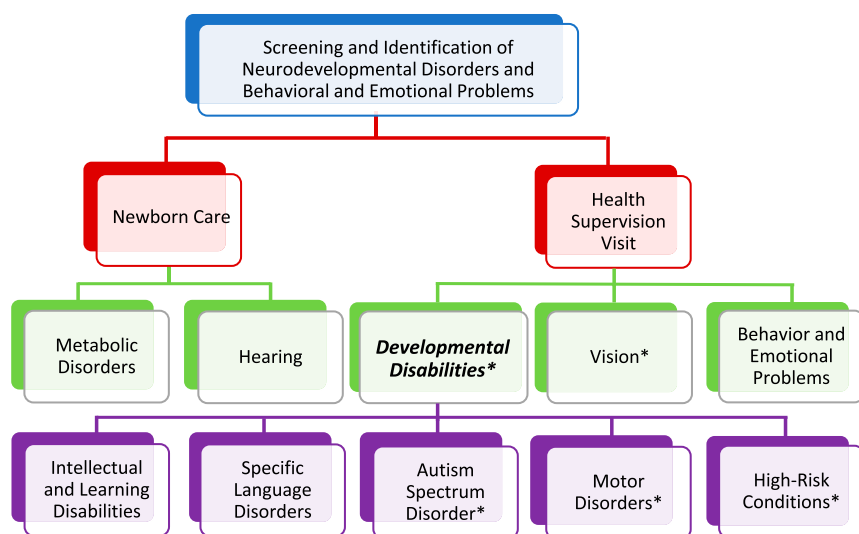 Screening and Identification of
Neurodevelopmental Disorders and
Behavioral and Emotional Problems
Newborn Care
Health
Supervision
Visit
Metabolic
Disorders
Hearing
Developmental
Disabilities*
Vision*
Behavior and
Emotional
Problems
Intellectual
and Learning
Disabilities
Specific
Language
Disorders
Autism
Spectrum
Disorder*
Motor
Disorders*
High-Risk
Conditions*